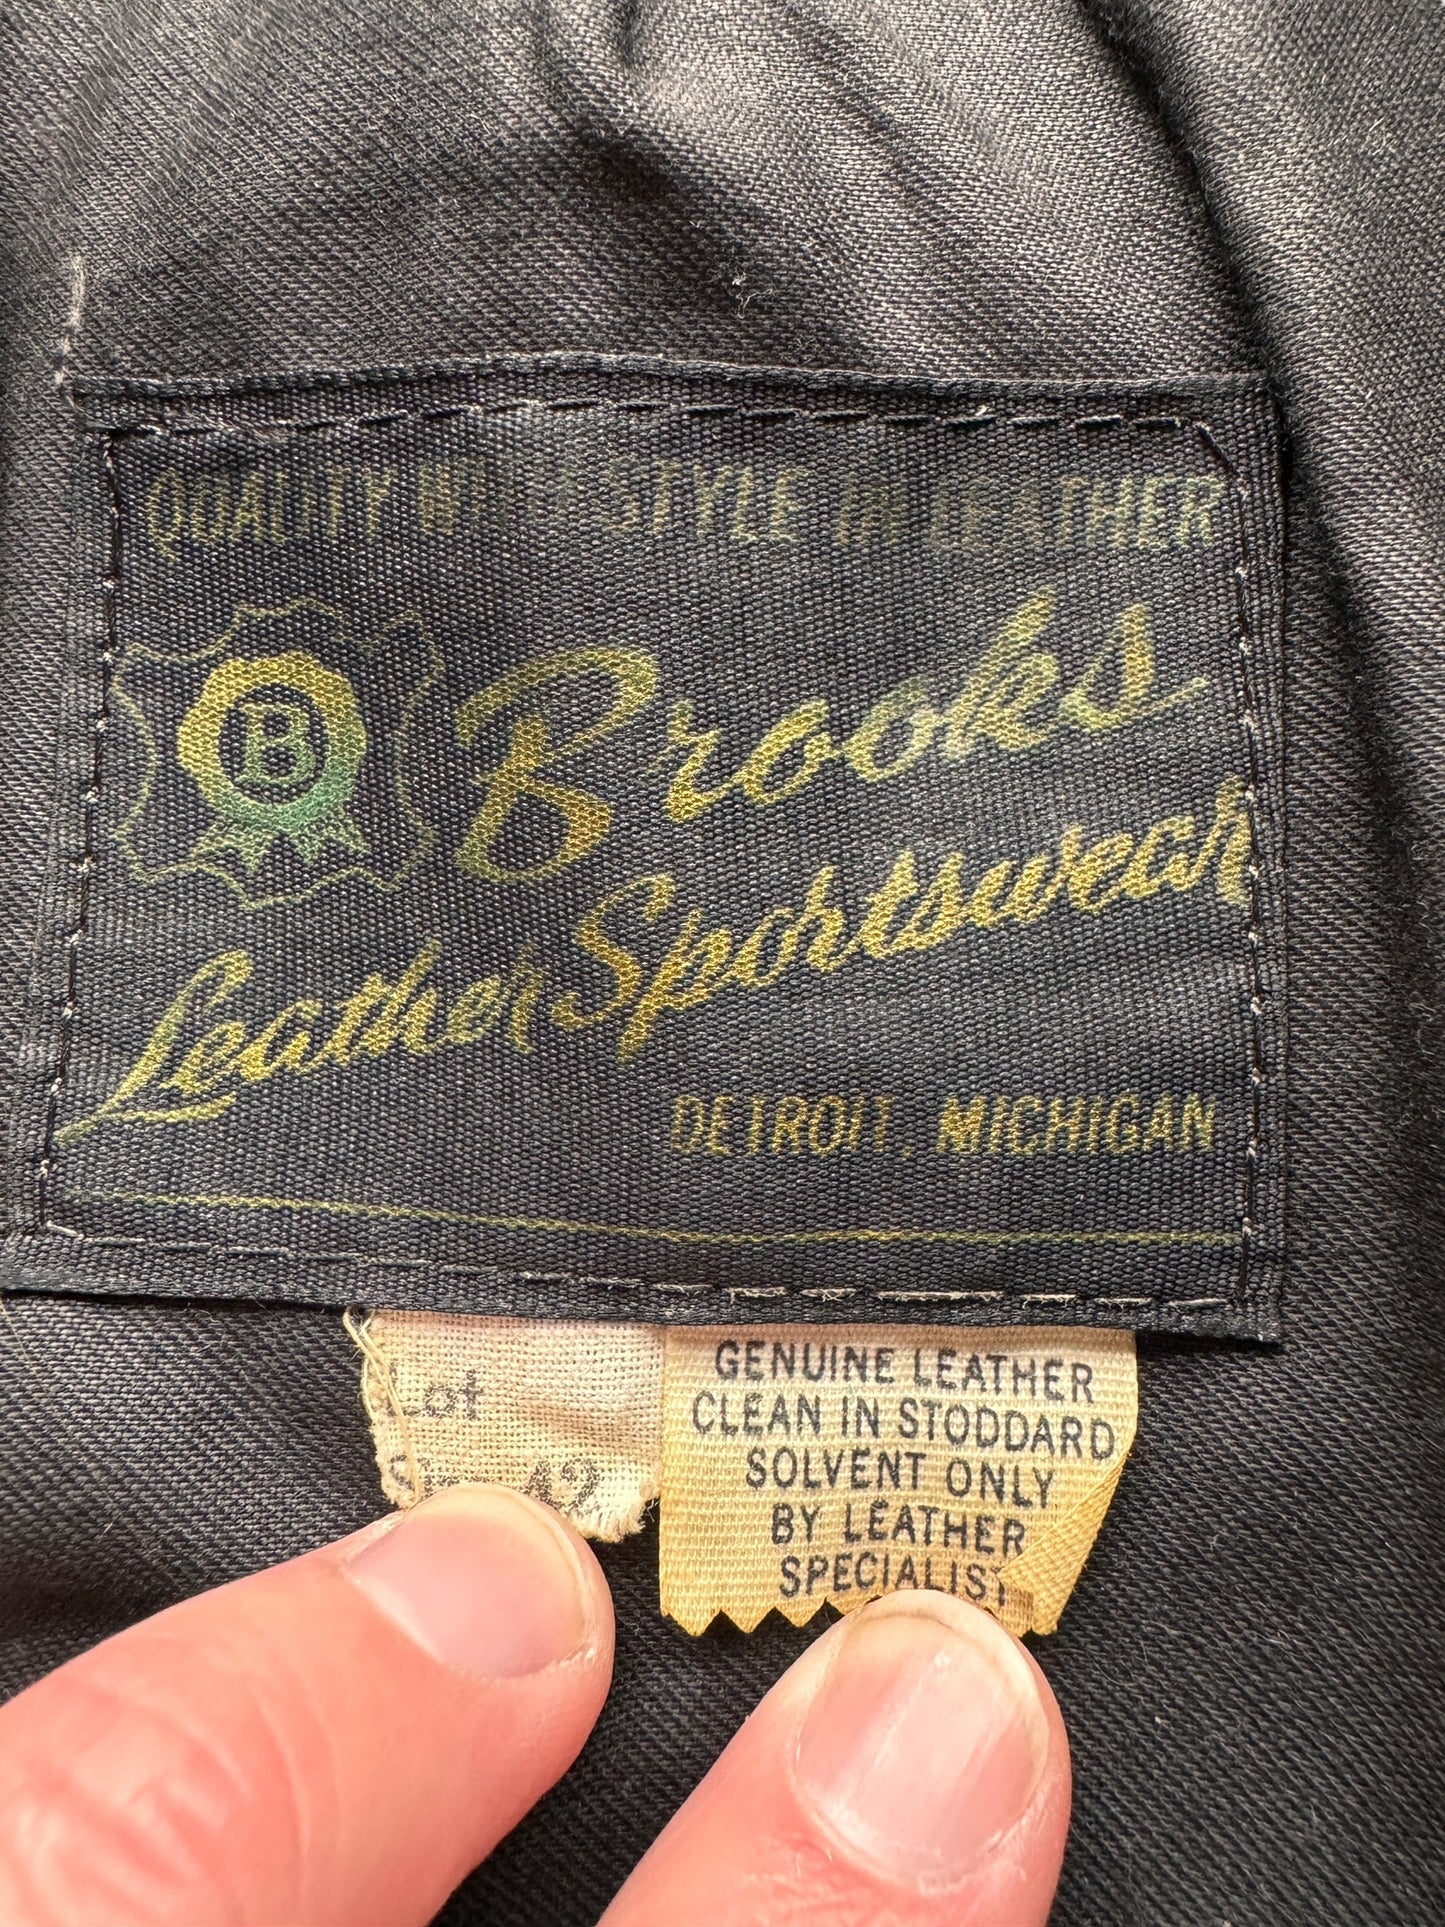 QUALITY WITH STYLE IN LEATHER
B
Brooks
Leather Sportswear
DETROIT, MICHIGAN
Lot
42
GENUINE LEATHER
CLEAN IN STODDARD
SOLVENT ONLY
BY LEATHER
SPECIALIST